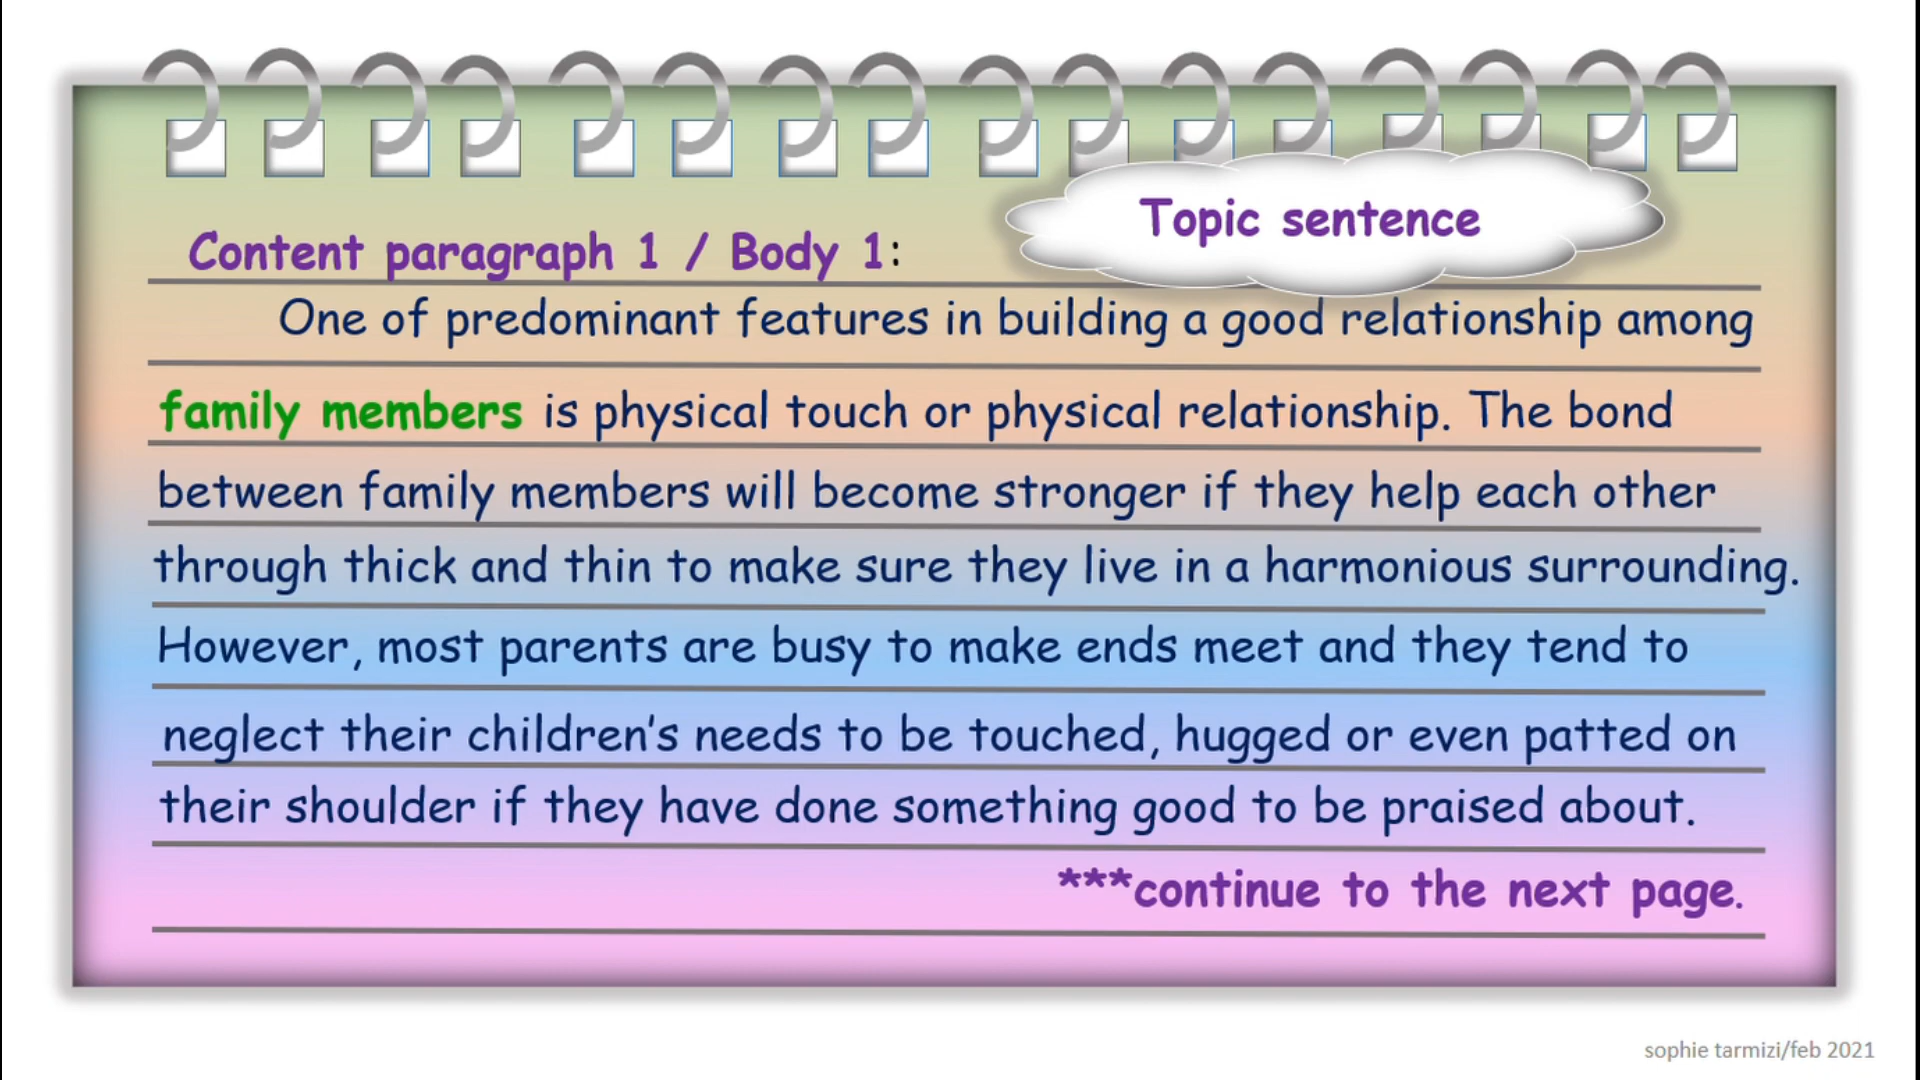 Topic sentence
Content paragraph 1 / Body 1:
One of predominant features in building a good relationship among
family members is physical touch or physical relationship. The bond
between family members will become stronger if they help each other
through thick and thin to make sure they live in a harmonious surrounding.
However, most parents are busy to make ends meet and they tend to
neglect their children's needs to be touched, hugged or even patted on
their shoulder if they have done something good to be praised about.
***continue to the next page.
sophie tarmizi/feb 2021